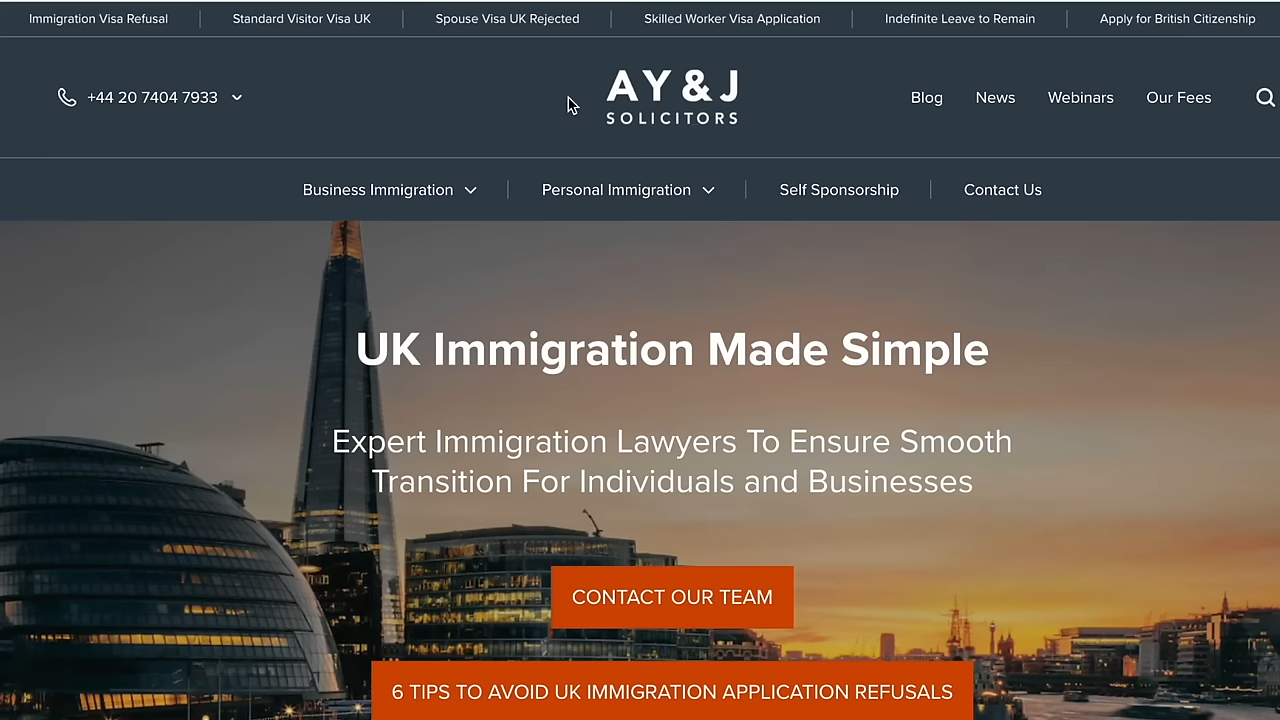 Immigration Visa Refusal
Standard Visitor Visa UK
Spouse Visa UK Rejected
Skilled Worker Visa Application
Indefinite Leave to Remain
Apply for British Citizenship
+44 20 7404 7933
AY & J
SOLICITORS
Blog
News
Webinars
Our Fees
Business Immigration
Personal Immigration
Self Sponsorship
Contact Us
UK Immigration Made Simple
Expert Immigration Lawyers To Ensure Smooth
Transition For Individuals and Businesses
CONTACT OUR TEAM
6 TIPS TO AVOID UK IMMIGRATION APPLICATION REFUSALS